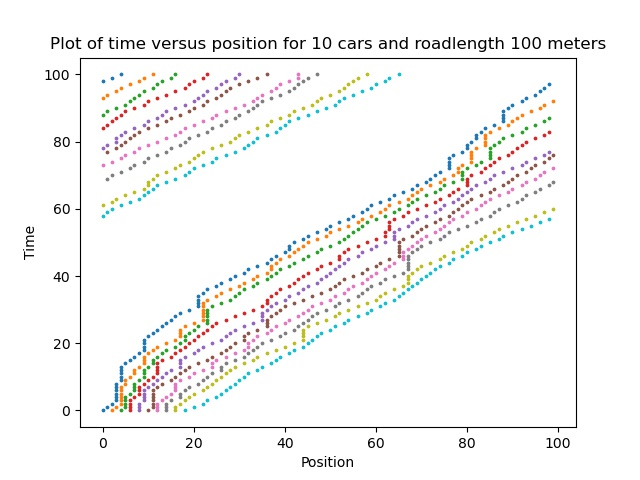 Plot of time versus position for 10 cars and roadlength 100 meters
100
80
60
40
20
0
Time
0 20 40 60 80 100
Position